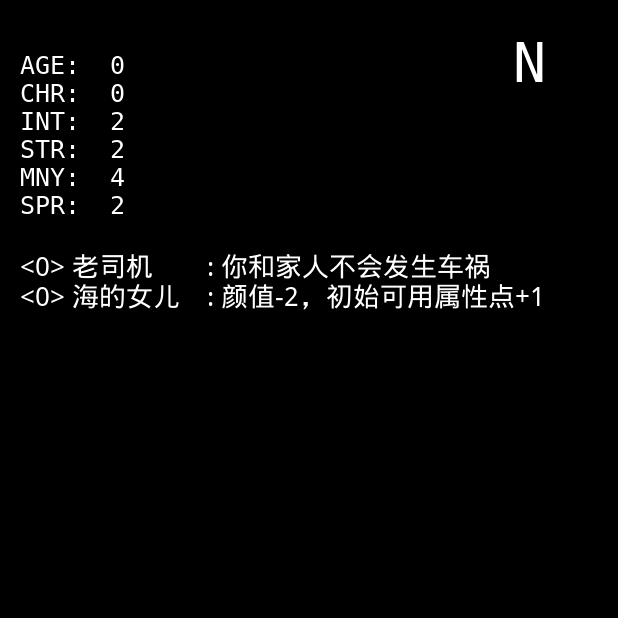 N
AGE: 0
CHR: 0
INT: 2
STR: 2
MNY: 4
SPR: 2
<O> 老司机 : 你和家人不会发生车祸
<O> 海的女儿 : 颜值-2，初始可用属性点+1